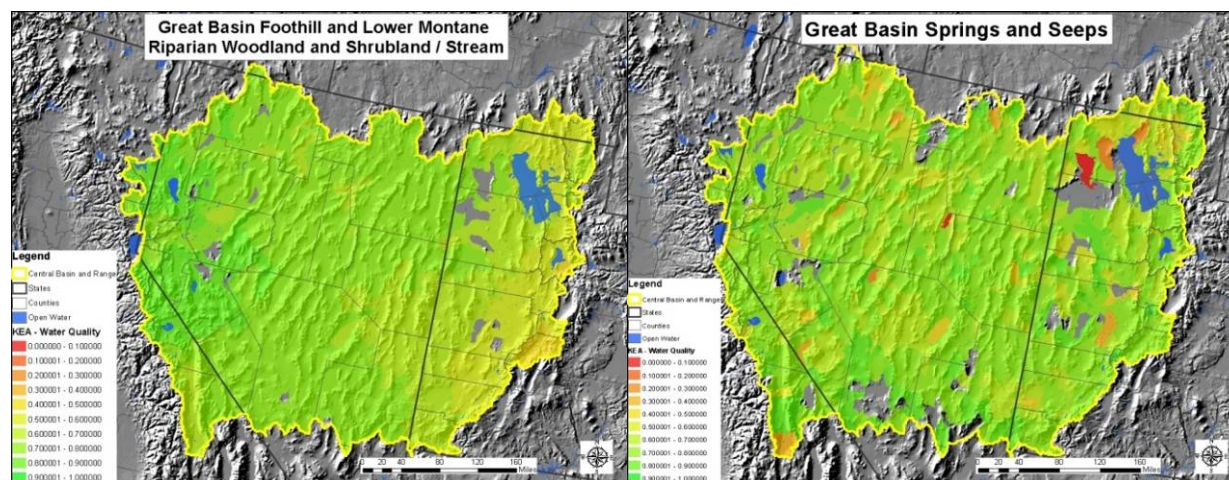 Great Basin Foothill and Lower Montane
Riparian Woodland and Shrubland / Stream
Legend
Central Basin and Range
States
Counties
Open Water
KEA - Water Quality
0.000000 - 0.100000
0.100001 - 0.200000
0.200001 - 0.300000
0.300001 - 0.400000
0.400001 - 0.500000
0.500001 - 0.600000
0.600001 - 0.700000
0.700001 - 0.800000
0.800001 - 0.900000
0.900001 - 1.000000
0 20 40 80 120 160
Miles
Great Basin Springs and Seeps
Legend
Central Basin and Range
States
Counties
Open Water
KEA - Water Quality
0.000000 - 0.100000
0.100001 - 0.200000
0.200001 - 0.300000
0.300001 - 0.400000
0.400001 - 0.500000
0.500001 - 0.600000
0.600001 - 0.700000
0.700001 - 0.800000
0.800001 - 0.900000
0.900001 - 1.000000
0 20 40 80 120 160
Miles